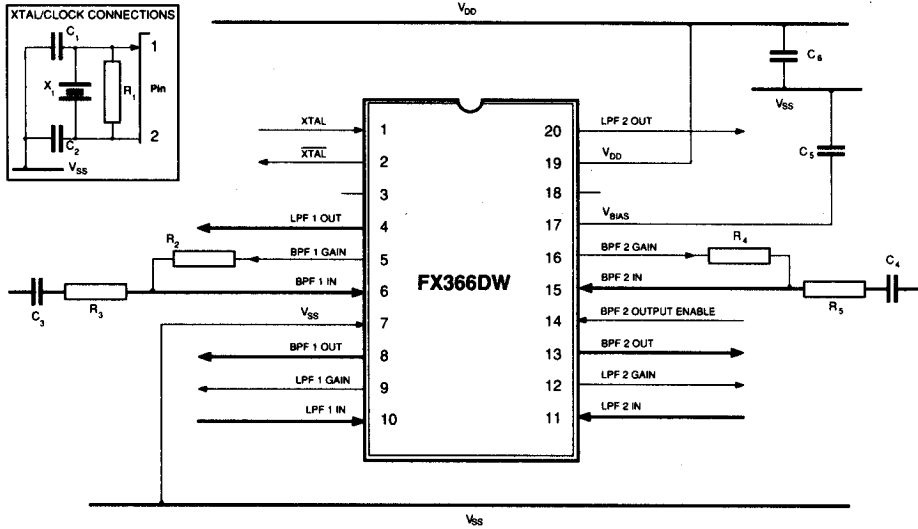 XTAL/CLOCK CONNECTIONS
C1
1
X1
R1
Pin
C2
2
VSS
VDD
C6
VSS
C5
XTAL
1
XTAL
2
3
LPF 1 OUT
4
R2
BPF 1 GAIN
5
BPF 1 IN
6
C3
R3
VSS
7
BPF 1 OUT
8
LPF 1 GAIN
9
LPF 1 IN
10
FX366DW
20
LPF 2 OUT
19
VDD
18
17
VBIAS
16
BPF 2 GAIN
R4
15
BPF 2 IN
C4
R5
14
BPF 2 OUTPUT ENABLE
13
BPF 2 OUT
12
LPF 2 GAIN
11
LPF 2 IN
VSS